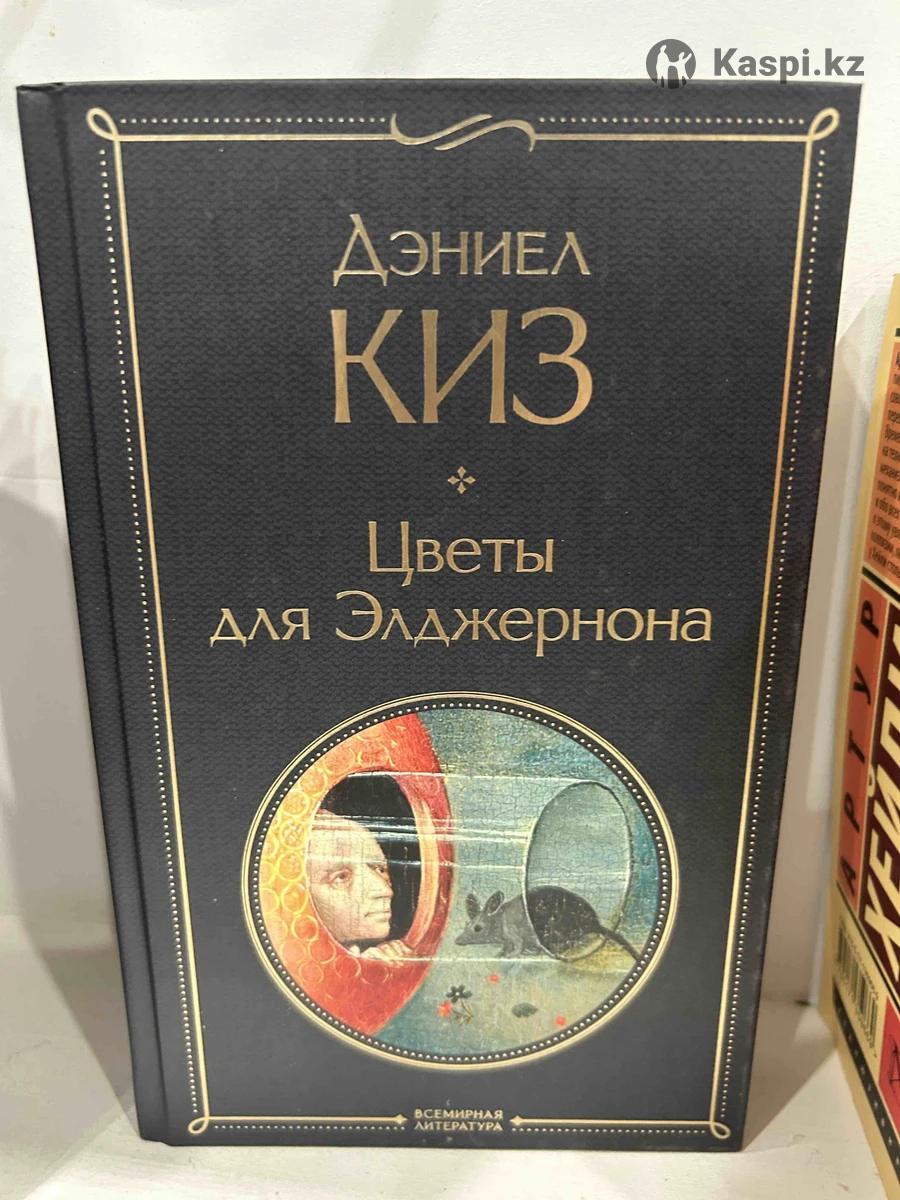 Kaspi.kz
Дэниел
КИЗ
Цветы
для Элджернона
ВСЕМИРНАЯ
ЛИТЕРАТУРА
АРТУР